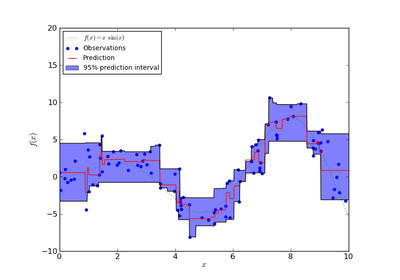 20
15
10
5
0
−5
−10
0
2
4
6
8
10
f(x)
x
f(x) = x sin(x)
Observations
Prediction
95% prediction interval